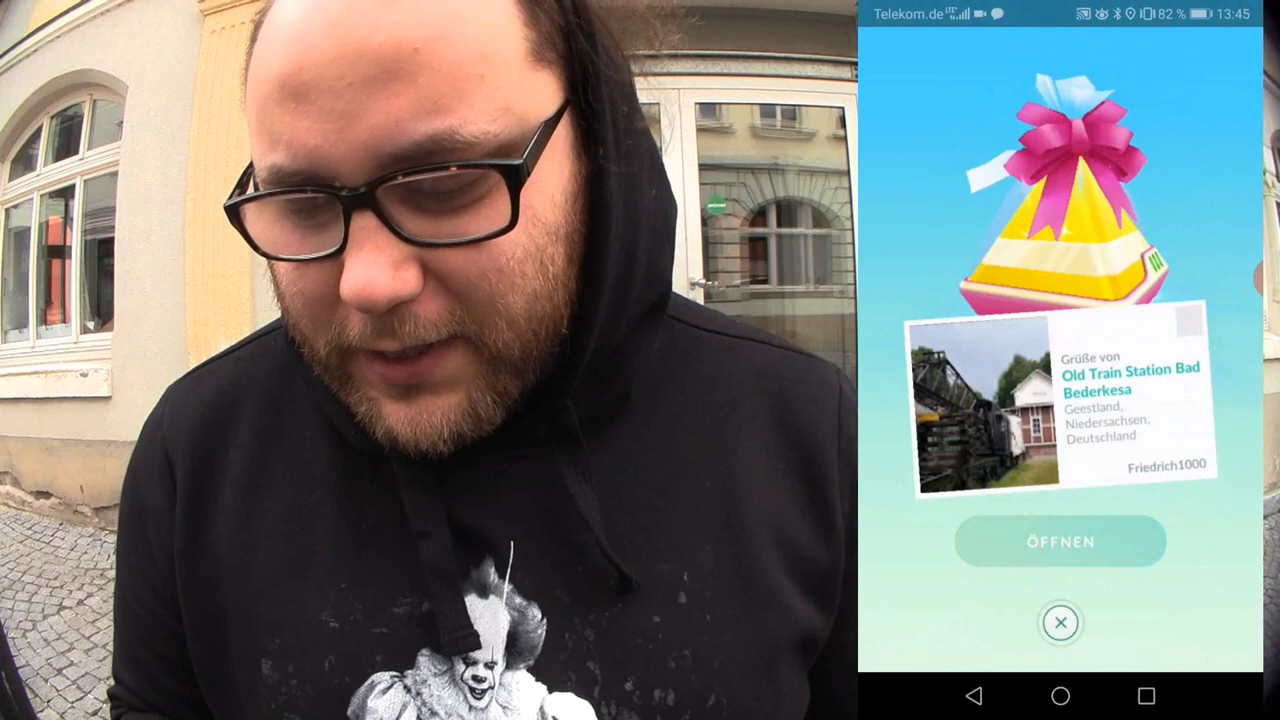 Telekom.de
82 % 13:45
Grüße von
Old Train Station Bad
Bederkesa
Geestland,
Niedersachsen,
Deutschland
Friedrich1000
ÖFFNEN